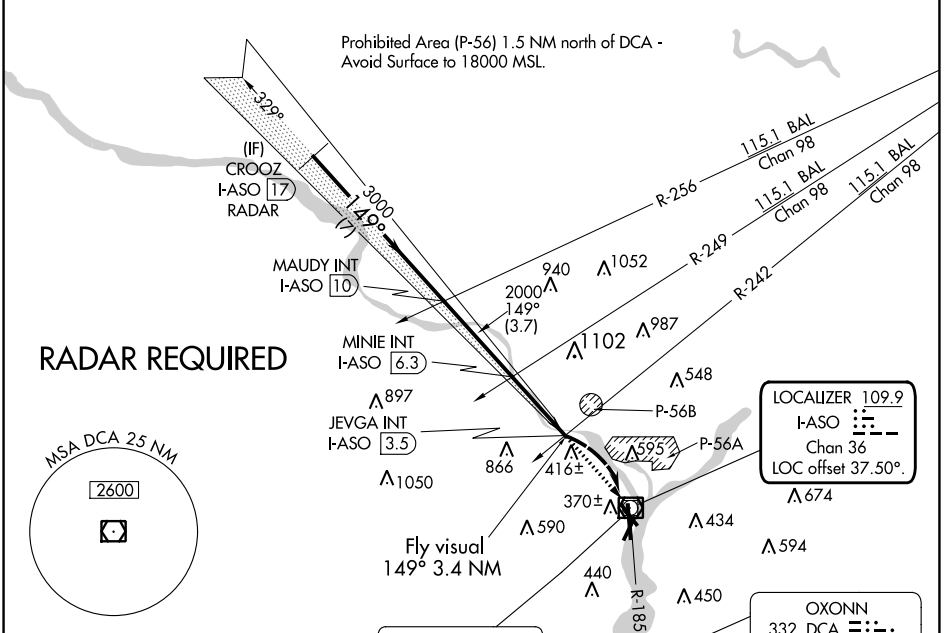 Prohibited Area (P-56) 1.5 NM north of DCA -
Avoid Surface to 18000 MSL.
329°
(IF)
CROOZ
I-ASO 17
RADAR
3000
149°
(7)
115.1 BAL
Chan 98
115.1 BAL
Chan 98
115.1 BAL
Chan 98
R-256
R-249
R-242
MAUDY INT
I-ASO 10
940
1052
2000
149°
(3.7)
987
1102
RADAR REQUIRED
MINIE INT
I-ASO 6.3
548
897
P-56B
JEVGA INT
I-ASO 3.5
P-56A
LOCALIZER 109.9
I-ASO
Chan 36
LOC offset 37.50°.
MSA DCA 25 NM
2600
866
416±
595
1050
370±
674
590
434
Fly visual
149° 3.4 NM
594
440
450
R-185
OXONN
332 DCA